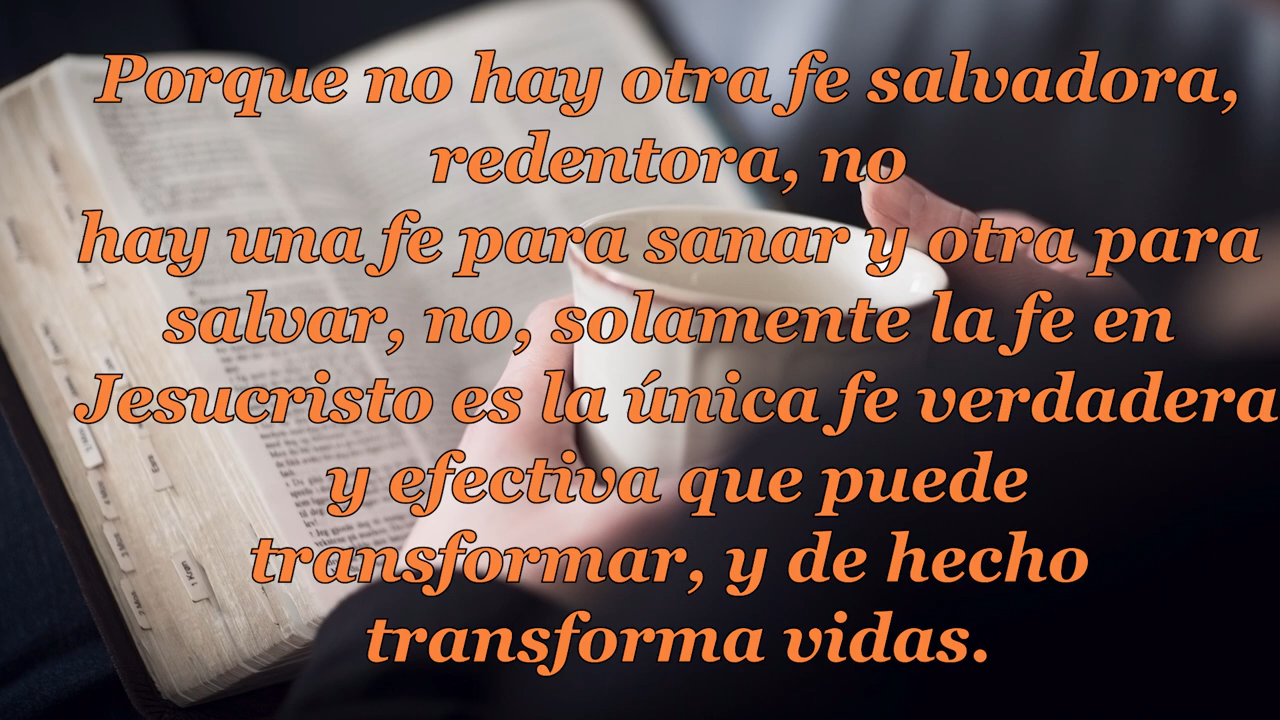 Porque no hay otra fe salvadora,
redentora, no
hay una fe para sanar y otra para
salvar, no, solamente la fe en
Jesucristo es la única fe verdadera
y efectiva que puede
transformar, y de hecho
transforma vidas.